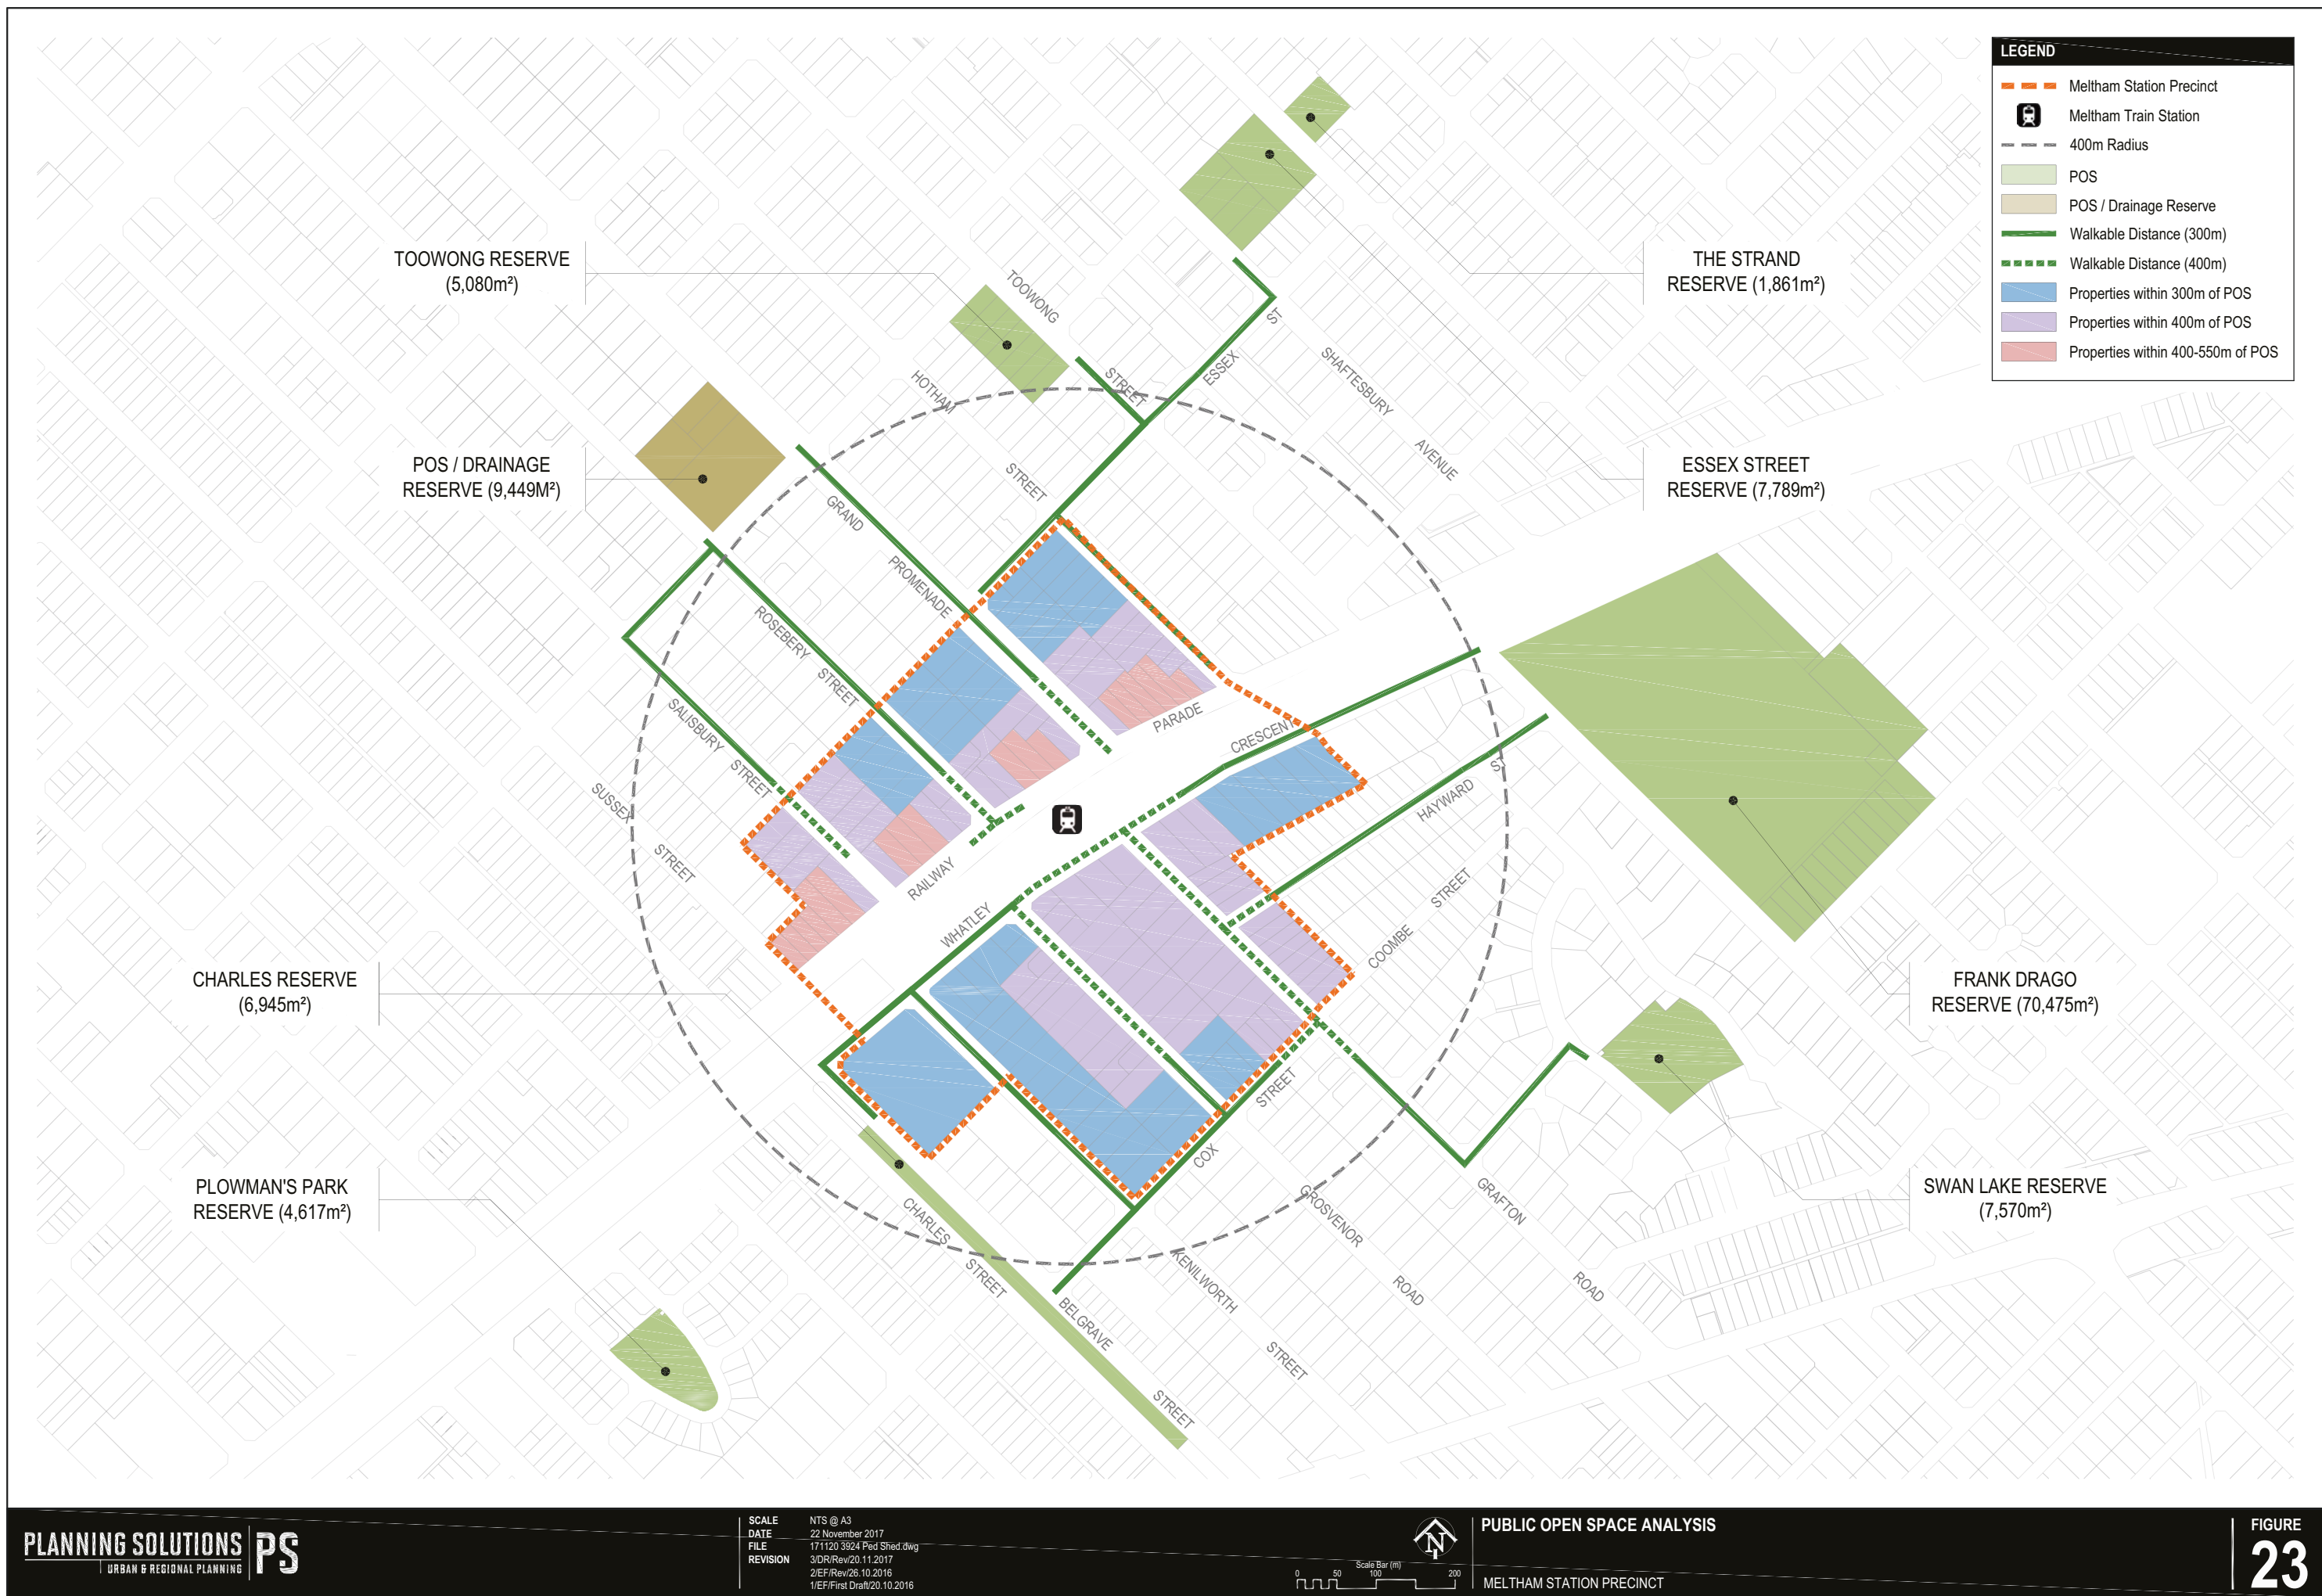 LEGEND
Meltham Station Precinct
Meltham Train Station
400m Radius
POS
POS / Drainage Reserve
Walkable Distance (300m)
Walkable Distance (400m)
Properties within 300m of POS
Properties within 400m of POS
Properties within 400-550m of POS
TOOWONG RESERVE
(5,080m²)
THE STRAND
RESERVE (1,861m²)
POS / DRAINAGE
RESERVE (9,449M²)
ESSEX STREET
RESERVE (7,789m²)
CHARLES RESERVE
(6,945m²)
FRANK DRAGO
RESERVE (70,475m²)
PLOWMAN'S PARK
RESERVE (4,617m²)
SWAN LAKE RESERVE
(7,570m²)
TOOWONG
STREET
ESSEX
ST
SHAFTESBURY
AVENUE
HOTHAM
STREET
GRAND
PROMENADE
ROSEBERY
STREET
SALISBURY
STREET
SUSSEX
STREET
RAILWAY
PARADE
WHATLEY
CRESCENT
HAYWARD
ST
COOMBE
STREET
COX
STREET
CHARLES
STREET
BELGRAVE
STREET
KENILWORTH
STREET
GROSVENOR
ROAD
GRAFTON
ROAD
PLANNING SOLUTIONS
URBAN & REGIONAL PLANNING
PS
SCALE NTS @ A3
DATE 22 November 2017
FILE 171120 3924 Ped Shed.dwg
REVISION 3/DR/Rev/20.11.2017
2/EF/Rev/26.10.2016
1/EF/First Draft/20.10.2016
N
Scale Bar (m)
0 50 100 200
PUBLIC OPEN SPACE ANALYSIS
MELTHAM STATION PRECINCT
FIGURE
23